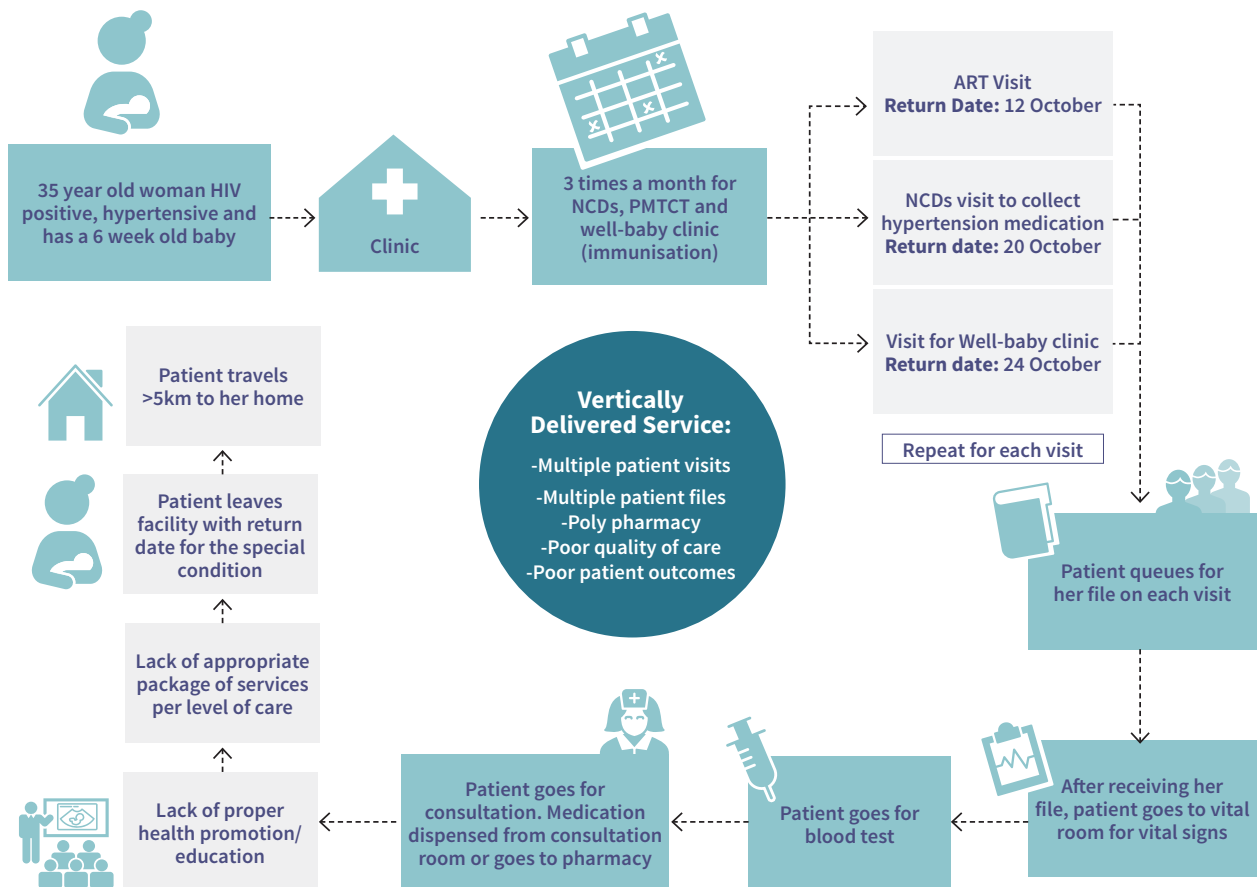 35 year old woman HIV
positive, hypertensive and
has a 6 week old baby
Clinic
3 times a month for
NCDs, PMTCT and
well-baby clinic
(immunisation)
ART Visit
Return Date: 12 October
NCDs visit to collect
hypertension medication
Return date: 20 October
Visit for Well-baby clinic
Return date: 24 October
Repeat for each visit
Patient queues for
her file on each visit
After receiving her
file, patient goes to vital
room for vital signs
Patient goes for
blood test
Patient goes for
consultation. Medication
dispensed from consultation
room or goes to pharmacy
Lack of proper
health promotion/
education
Lack of appropriate
package of services
per level of care
Patient leaves
facility with return
date for the special
condition
Patient travels
>5km to her home
Vertically
Delivered Service:
-Multiple patient visits
-Multiple patient files
-Poly pharmacy
-Poor quality of care
-Poor patient outcomes